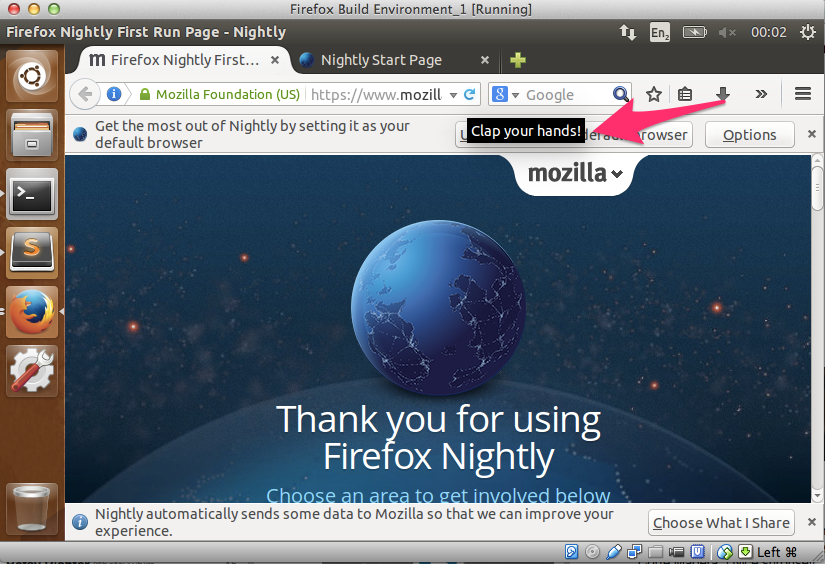 Firefox Build Environment_1 [Running]
Firefox Nightly First Run Page - Nightly
En2
00:02
Firefox Nightly First...
Nightly Start Page
Mozilla Foundation (US)
https://www.mozill
Google
Get the most out of Nightly by setting it as your
default browser
Clap your hands!
browser
Options
mozilla
Thank you for using
Firefox Nightly
Choose an area to get involved below
Nightly automatically sends some data to Mozilla so that we can improve your
experience.
Choose What I Share
Left ⌘